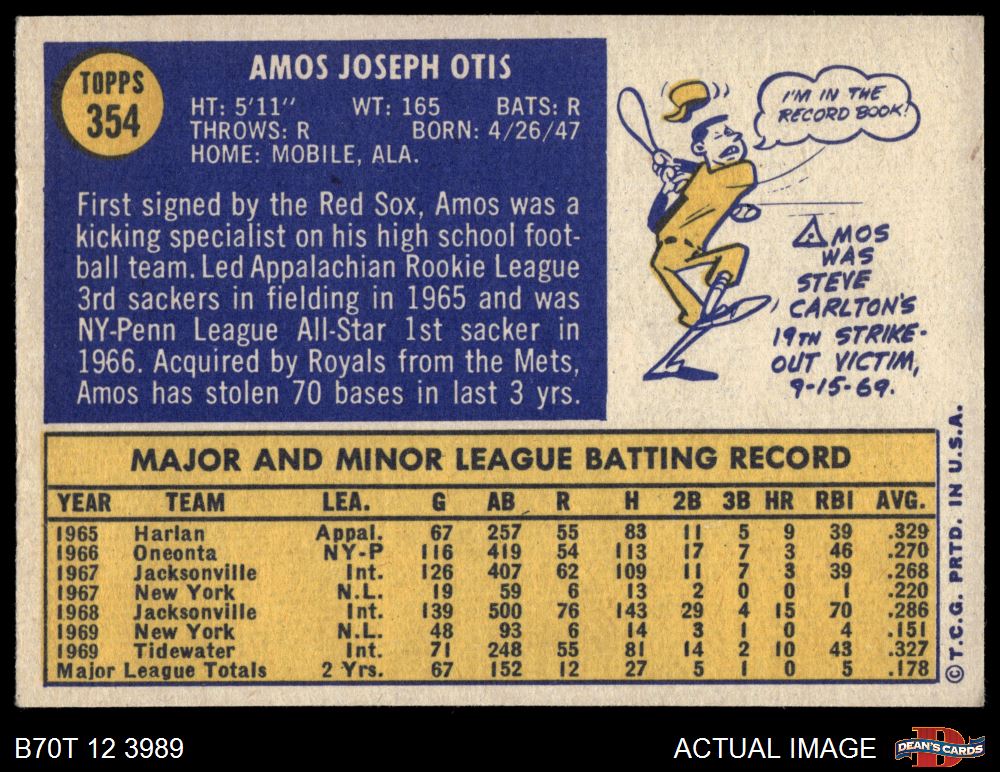 TOPPS
354
AMOS JOSEPH OTIS
HT: 5'11'' WT: 165 BATS: R
THROWS: R BORN: 4/26/47
HOME: MOBILE, ALA.
First signed by the Red Sox, Amos was a
kicking specialist on his high school foot-
ball team. Led Appalachian Rookie League
3rd sackers in fielding in 1965 and was
NY-Penn League All-Star 1st sacker in
1966. Acquired by Royals from the Mets,
Amos has stolen 70 bases in last 3 yrs.
I'M IN THE
RECORD BOOK!
AMOS
WAS
STEVE
CARLTON'S
19TH STRIKE-
OUT VICTIM,
9-15-69.
MAJOR AND MINOR LEAGUE BATTING RECORD
YEAR TEAM LEA. G AB R H 2B 3B HR RBI AVG.
1965 Harlan Appal. 67 257 55 83 11 5 9 39 .329
1966 Oneonta NY-P 116 419 54 113 17 7 3 46 .270
1967 Jacksonville Int. 126 407 62 109 11 7 3 39 .268
1967 New York N.L. 19 59 6 13 2 0 0 1 .220
1968 Jacksonville Int. 139 500 76 143 29 4 15 70 .286
1969 New York N.L. 48 93 6 14 3 1 0 4 .151
1969 Tidewater Int. 71 248 55 81 14 2 10 43 .327
Major League Totals 2 Yrs. 67 152 12 27 5 1 0 5 .178
© T.C.G. PRTD. IN U.S.A.
B70T 12 3989
ACTUAL IMAGE
D
DEAN'S CARDS